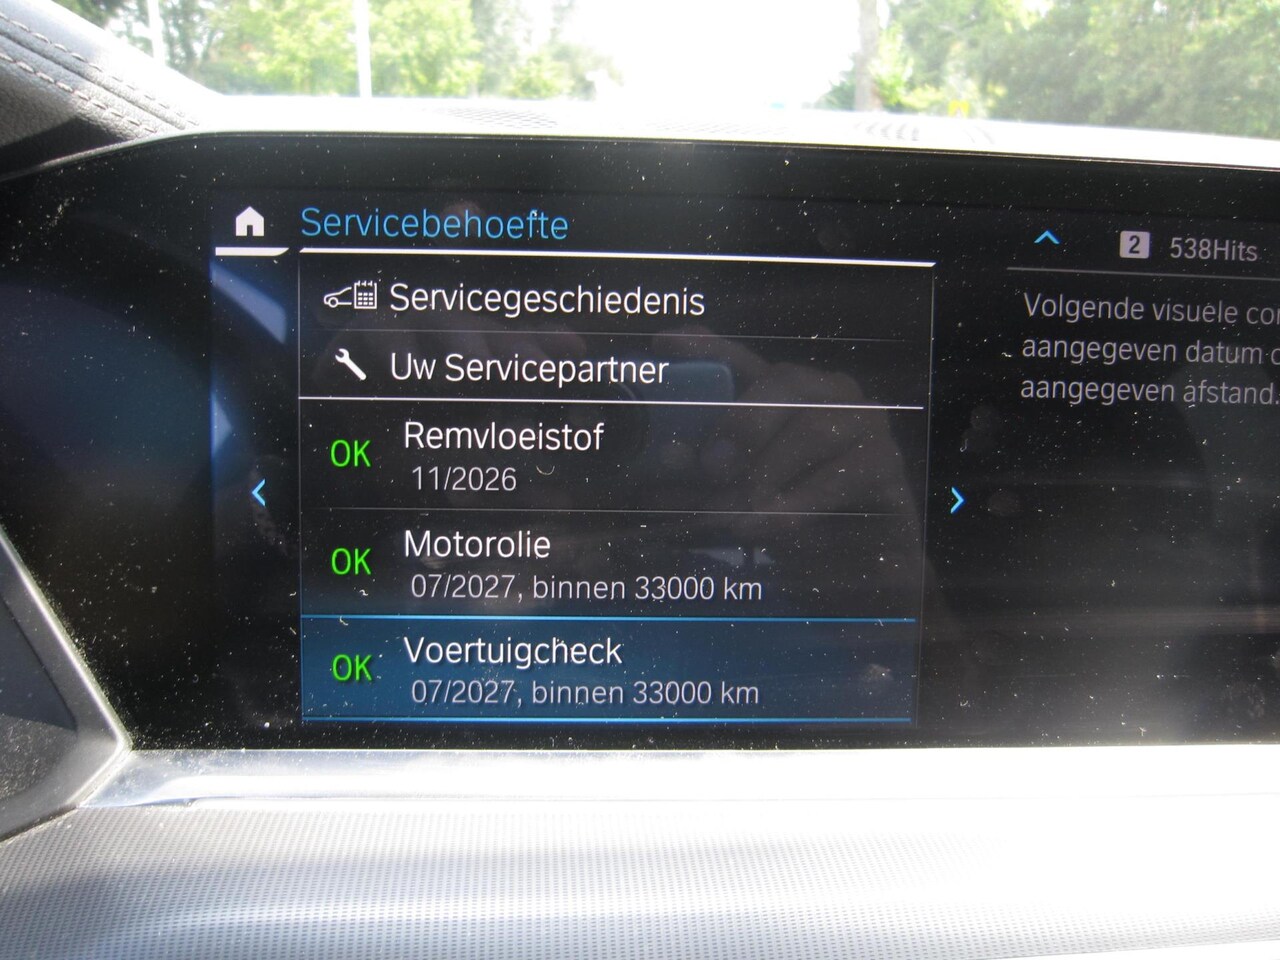 Servicebehoefte
2 538Hits
Servicegeschiedenis
Uw Servicepartner
OK Remvloeistof
11/2026
OK Motorolie
07/2027, binnen 33000 km
OK Voertuigcheck
07/2027, binnen 33000 km
Volgende visuele
aangegeven datum
aangegeven afstand.